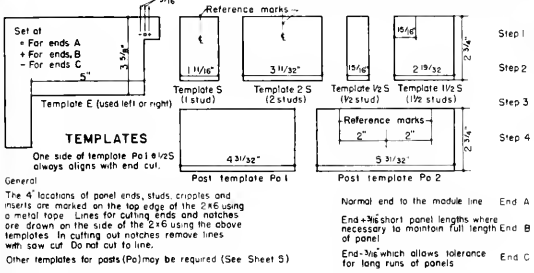 3/16"
Reference marks
Set at
= For ends A
+ For ends B
- For ends C
3 5/8"
5"
Template E (used left or right)
1 11/16"
3 11/32"
15/16"
15/16"
2 19/32"
2 3/4"
Template S
(1 stud)
Template 2 S
(2 studs)
Template 1/2 S
(1/2 stud)
Template 1 1/2 S
(1 1/2 studs)
Step 1
Step 2
Step 3
Step 4
TEMPLATES
One side of template Po 1 & 1/2 S
always aligns with end cut.
4 31/32"
Reference marks
2"
2"
5 31/32"
2 3/4"
Post template Po 1
Post template Po 2
General
The 4" locations of panel ends, studs, cripples and
inserts are marked on the top edge of the 2×6 using
a metal tape Lines for cutting ends and notches
are drawn on the side of the 2×6 using the above
templates In cutting out notches remove lines
with saw cut Do not cut to line.
Other templates for posts (Po) may be required (See Sheet 5)
Normal end to the module line End A
End + 3/16" short panel lengths where
necessary to maintain full length End B
of panel
End - 3/16" which allows tolerance End C
for long runs of panels